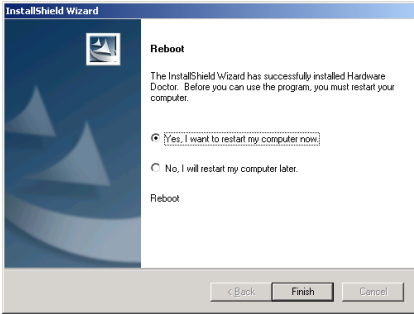 InstallShield Wizard
Reboot
The InstallShield Wizard has successfully installed Hardware
Doctor. Before you can use the program, you must restart your
computer.
Yes, I want to restart my computer now.
No, I will restart my computer later.
Reboot
< Back Finish Cancel